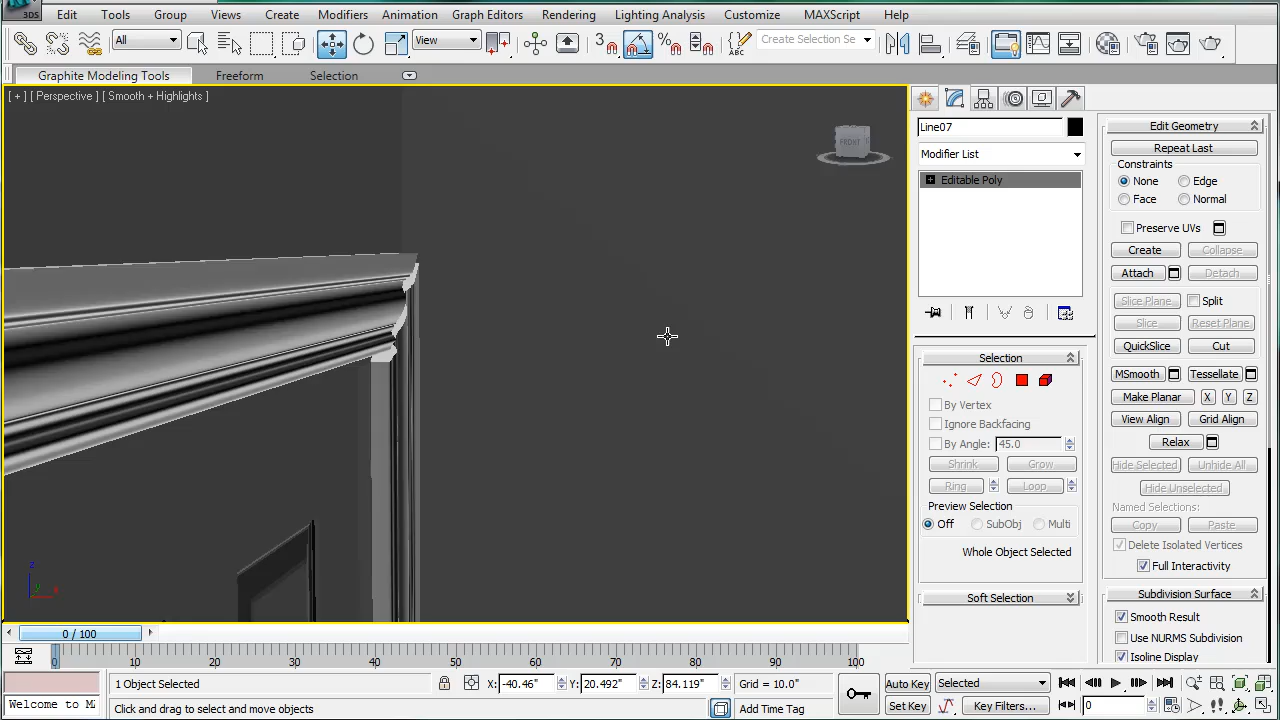 3DS
Edit Tools Group Views Create Modifiers Animation Graph Editors Rendering Lighting Analysis Customize MAXScript Help
All View 3 ABC Create Selection Se
Graphite Modeling Tools Freeform Selection
[ + ] [ Perspective ] [ Smooth + Highlights ]
FRONT
Line07
Modifier List
Editable Poly
Selection
By Vertex
Ignore Backfacing
By Angle: 45.0
Shrink Grow
Ring Loop
Preview Selection
Off SubObj Multi
Whole Object Selected
Soft Selection
Edit Geometry
Repeat Last
Constraints
None Edge
Face Normal
Preserve UVs
Create Collapse
Attach Detach
Slice Plane Split
Slice Reset Plane
QuickSlice Cut
MSmooth Tessellate
Make Planar X Y Z
View Align Grid Align
Relax
Hide Selected Unhide All
Hide Unselected
Named Selections:
Copy Paste
Delete Isolated Vertices
Full Interactivity
Subdivision Surface
Smooth Result
Use NURMS Subdivision
Isoline Display
z
y x
0 / 100
0 10 20 30 40 50 60 70 80 90 100
1 Object Selected X: -40.46" Y: 20.492" Z: 84.119" Grid = 10.0" Auto Key Selected
Welcome to M Click and drag to select and move objects Add Time Tag Set Key Key Filters... 0